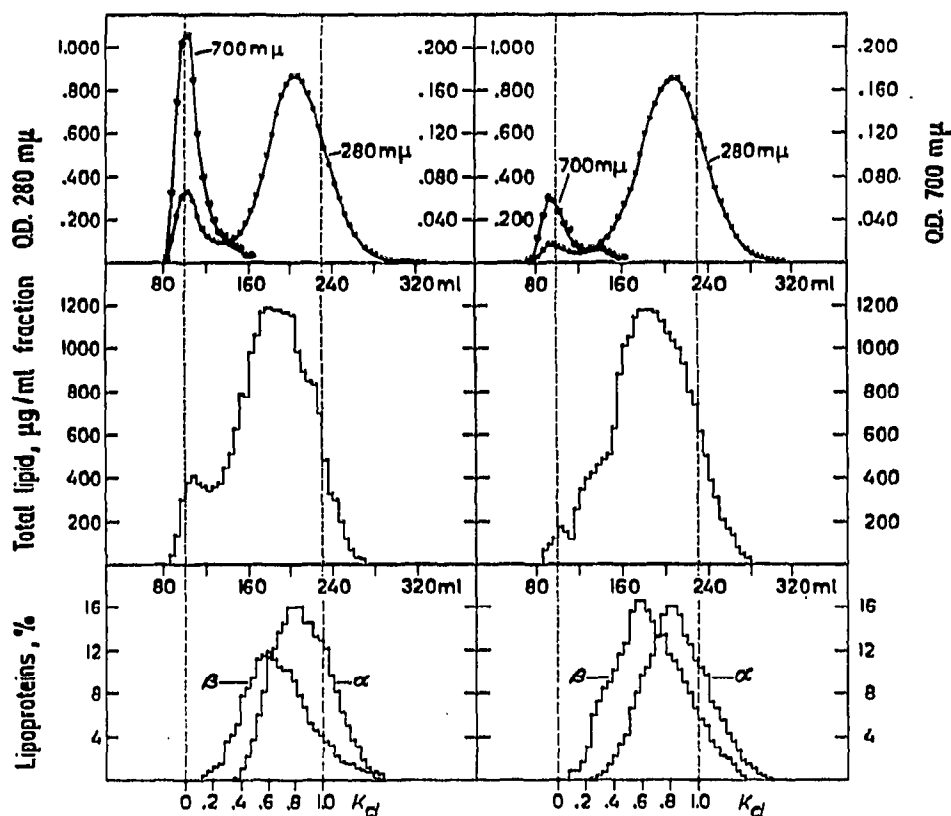 1.000
.800
.600
.400
.200
O.D. 280 mμ
700mμ
280mμ
.200
.160
.120
.080
.040
1.000
.800
.600
.400
.200
700mμ
280mμ
.200
.160
.120
.080
.040
O.D. 700 mμ
80 160 240 320ml
80 160 240 320ml
1200
1000
800
600
400
200
Total lipid, μg/ml fraction
1200
1000
800
600
400
200
80 160 240 320ml
80 160 240 320ml
16
12
8
4
Lipoproteins, %
β
α
β
α
16
12
8
4
0 .2 .4 .6 .8 1.0 Kd
0 .2 .4 .6 .8 1.0 Kd